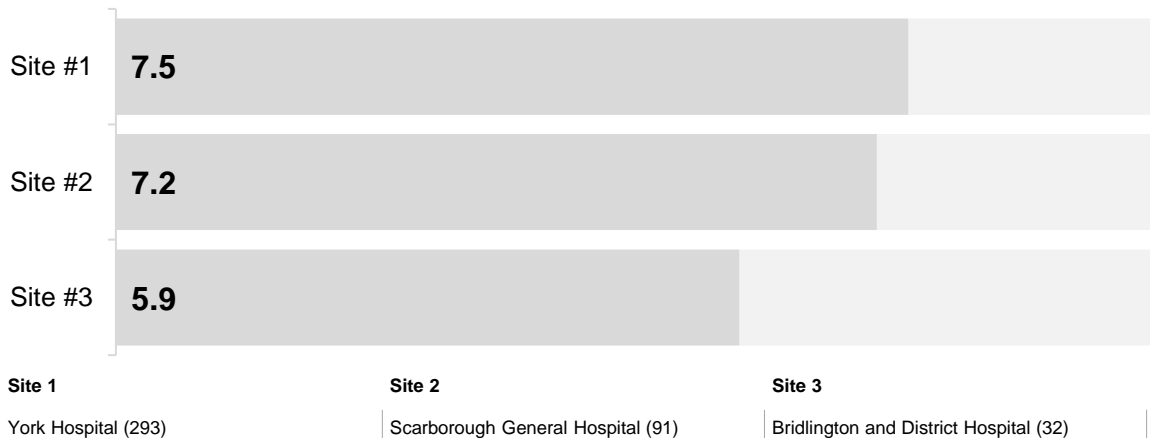 Site #1 7.5
Site #2 7.2
Site #3 5.9
Site 1 Site 2 Site 3
York Hospital (293) Scarborough General Hospital (91) Bridlington and District Hospital (32)